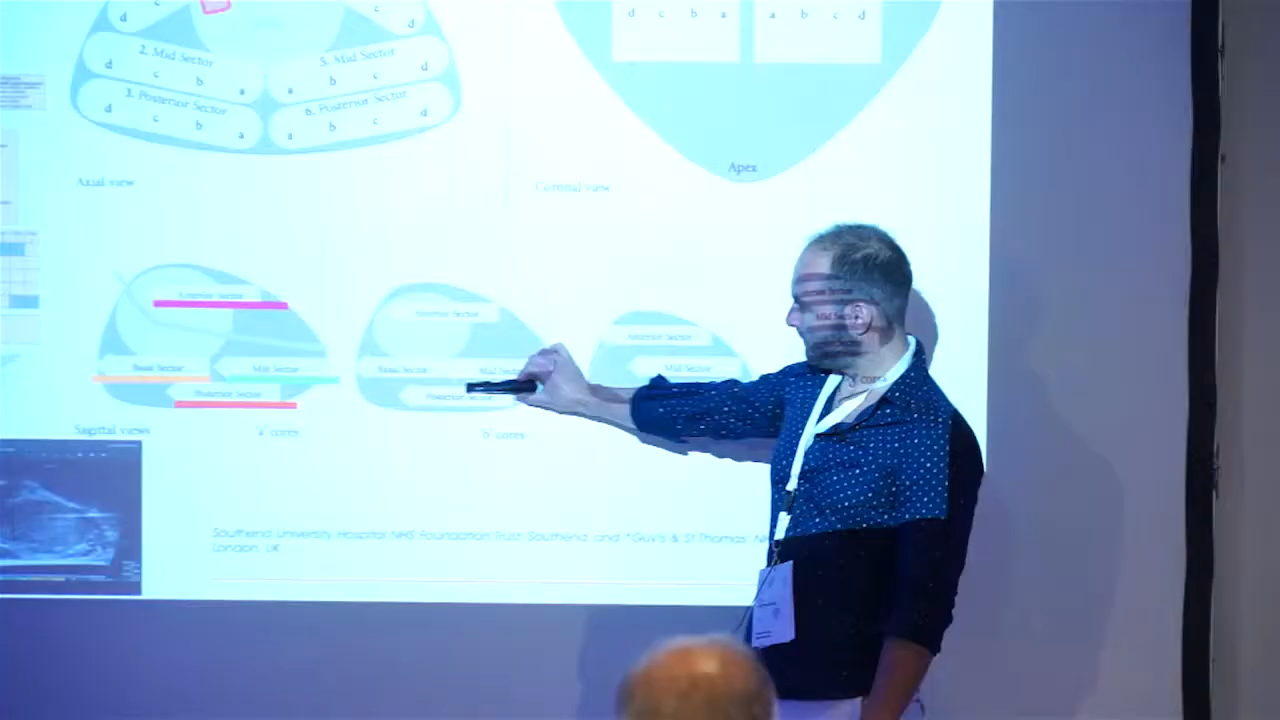 c
c
d
d
2. Mid Sector
d c b a
5. Mid Sector
a b c d
3. Posterior Sector
d c b a
6. Posterior Sector
a b c d
d c b a
a b c d
Apex
Axial view
Coronal view
Anterior Sector
Basal Sector
Mid Sector
Posterior Sector
Anterior Sector
Basal Sector
Mid Sector
Posterior Sector
Anterior Sector
Mid Sector
Mid
cores
Sagittal views
'a' cores
'b' cores
Southend University Hospital NHS Foundation Trust, Southend, and *Guy's & St Thomas'
London, UK